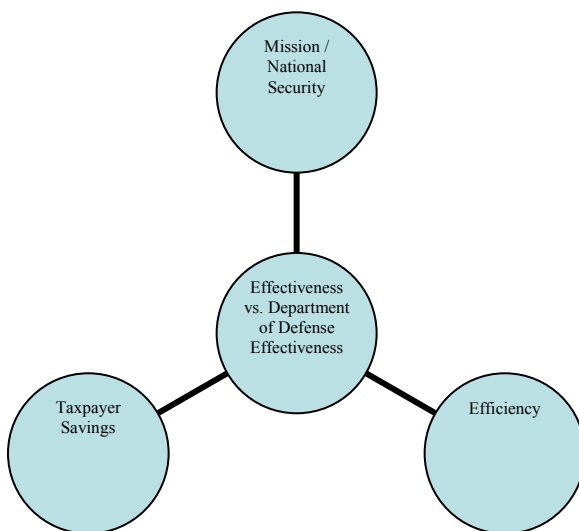 Mission /
National
Security
Effectiveness
vs. Department
of Defense
Effectiveness
Taxpayer
Savings
Efficiency